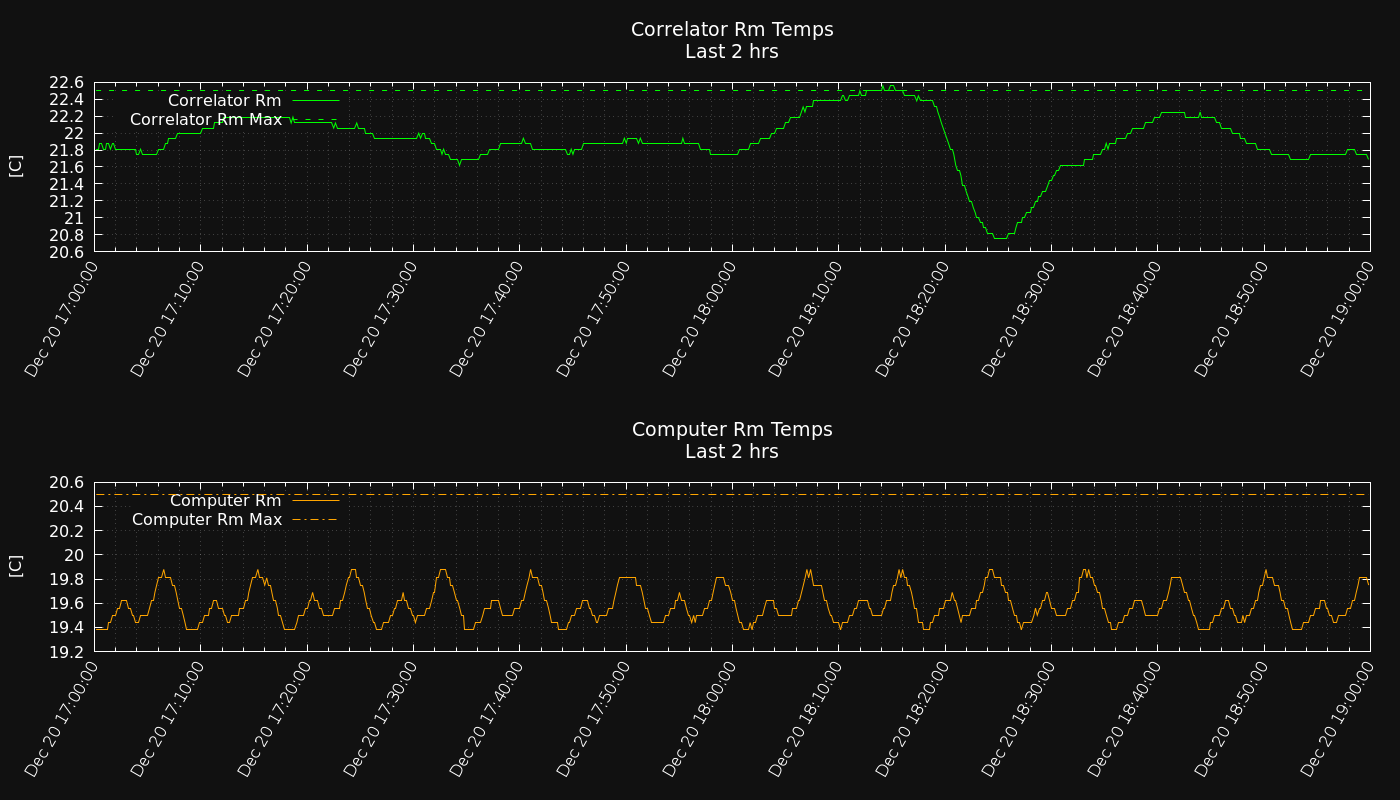 Correlator Rm Temps
Last 2 hrs
22.6
22.4
22.2
22
21.8
21.6
21.4
21.2
21
20.8
20.6
[C]
Correlator Rm
Correlator Rm Max
Dec 20 17:00:00
Dec 20 17:10:00
Dec 20 17:20:00
Dec 20 17:30:00
Dec 20 17:40:00
Dec 20 17:50:00
Dec 20 18:00:00
Dec 20 18:10:00
Dec 20 18:20:00
Dec 20 18:30:00
Dec 20 18:40:00
Dec 20 18:50:00
Dec 20 19:00:00
Computer Rm Temps
Last 2 hrs
20.6
20.4
20.2
20
19.8
19.6
19.4
19.2
[C]
Computer Rm
Computer Rm Max
Dec 20 17:00:00
Dec 20 17:10:00
Dec 20 17:20:00
Dec 20 17:30:00
Dec 20 17:40:00
Dec 20 17:50:00
Dec 20 18:00:00
Dec 20 18:10:00
Dec 20 18:20:00
Dec 20 18:30:00
Dec 20 18:40:00
Dec 20 18:50:00
Dec 20 19:00:00